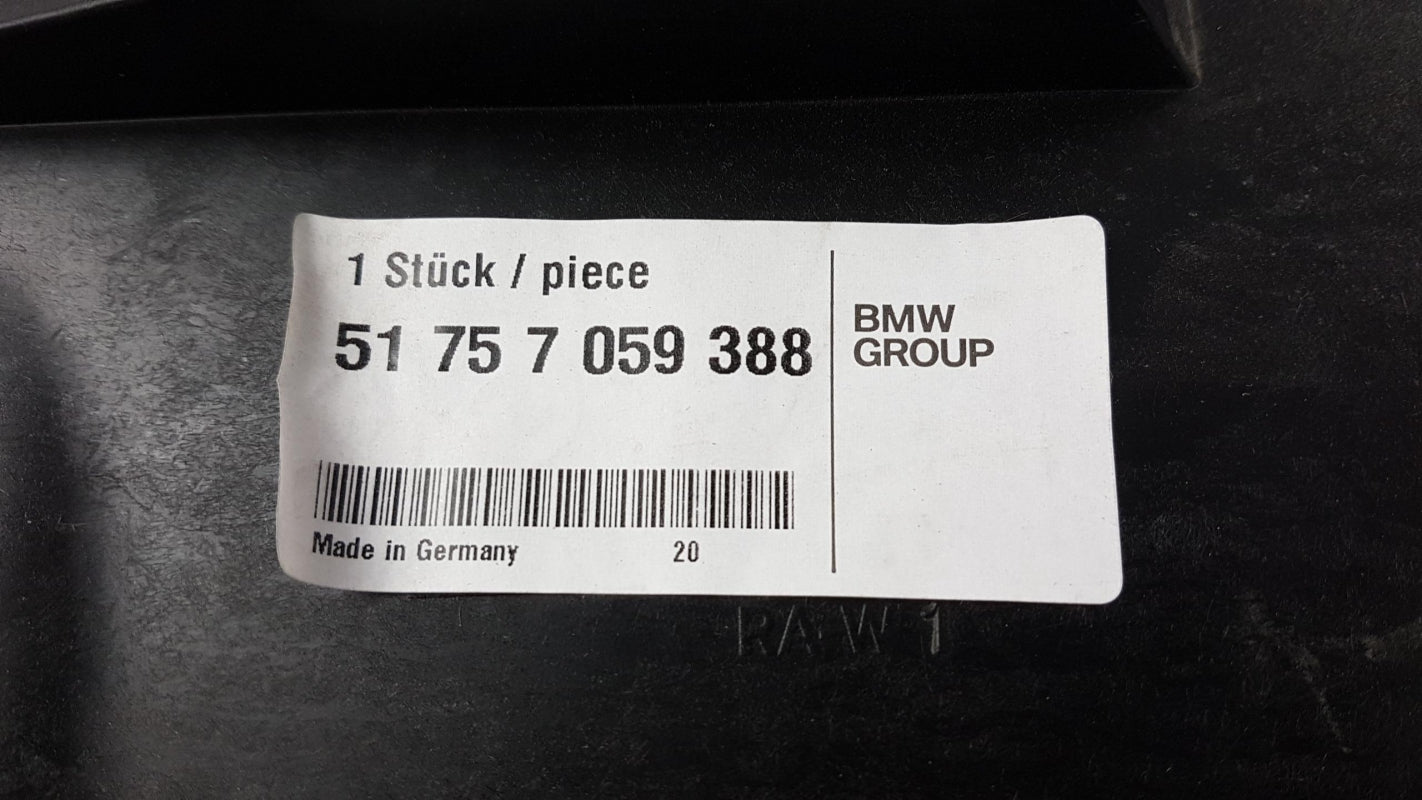 1 Stück / piece
51 75 7 059 388
BMW
GROUP
Made in Germany 20
RAW 1